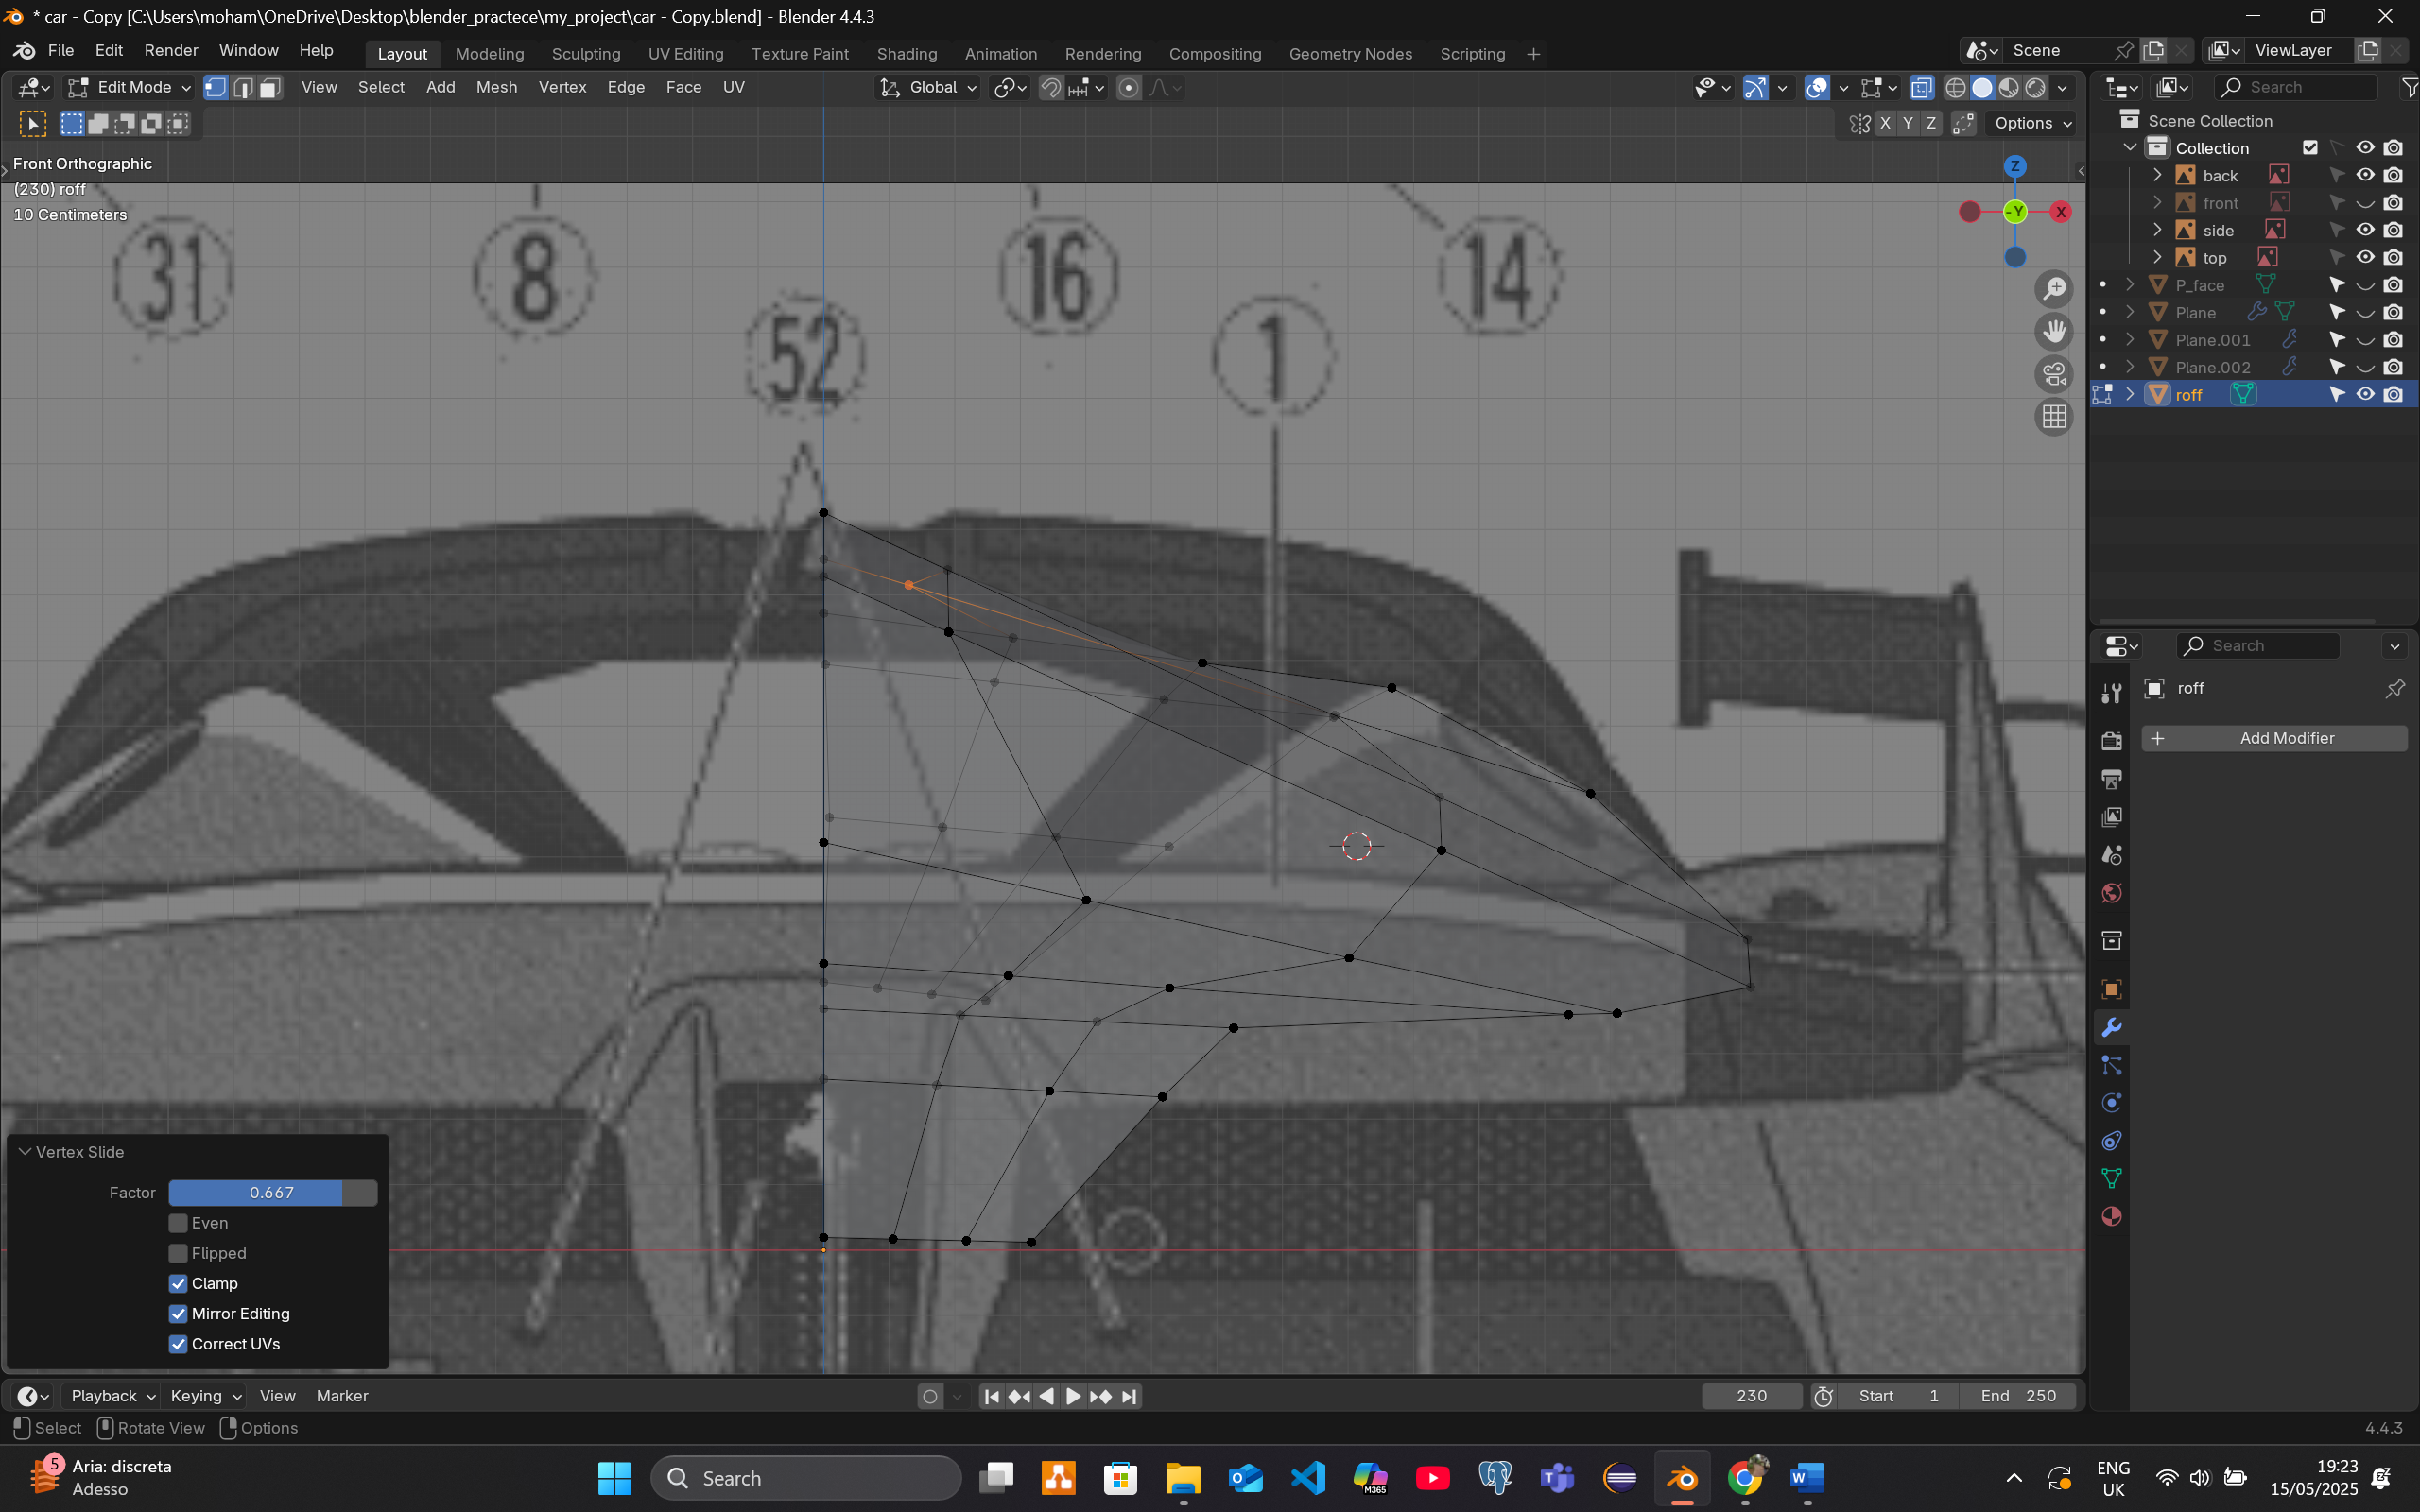 * car - Copy [C:\Users\moham\OneDrive\Desktop\blender_practece\my_project\car - Copy.blend] - Blender 4.4.3
File Edit Render Window Help
Layout Modeling Sculpting UV Editing Texture Paint Shading Animation Rendering Compositing Geometry Nodes Scripting +
Scene
ViewLayer
Edit Mode
View Select Add Mesh Vertex Edge Face UV
Global
Search
X Y Z
Options
Scene Collection
Collection
back
front
side
top
P_face
Plane
Plane.001
Plane.002
roff
Front Orthographic
(230) roff
10 Centimeters
Z
-Y
X
31
8
16
14
52
1
Search
roff
+ Add Modifier
Vertex Slide
Factor 0.667
Even
Flipped
Clamp
Mirror Editing
Correct UVs
Playback Keying View Marker
230
Start 1
End 250
Select Rotate View Options
4.4.3
5
Aria: discreta
Adesso
Search
M365
ENG
UK
19:23
15/05/2025